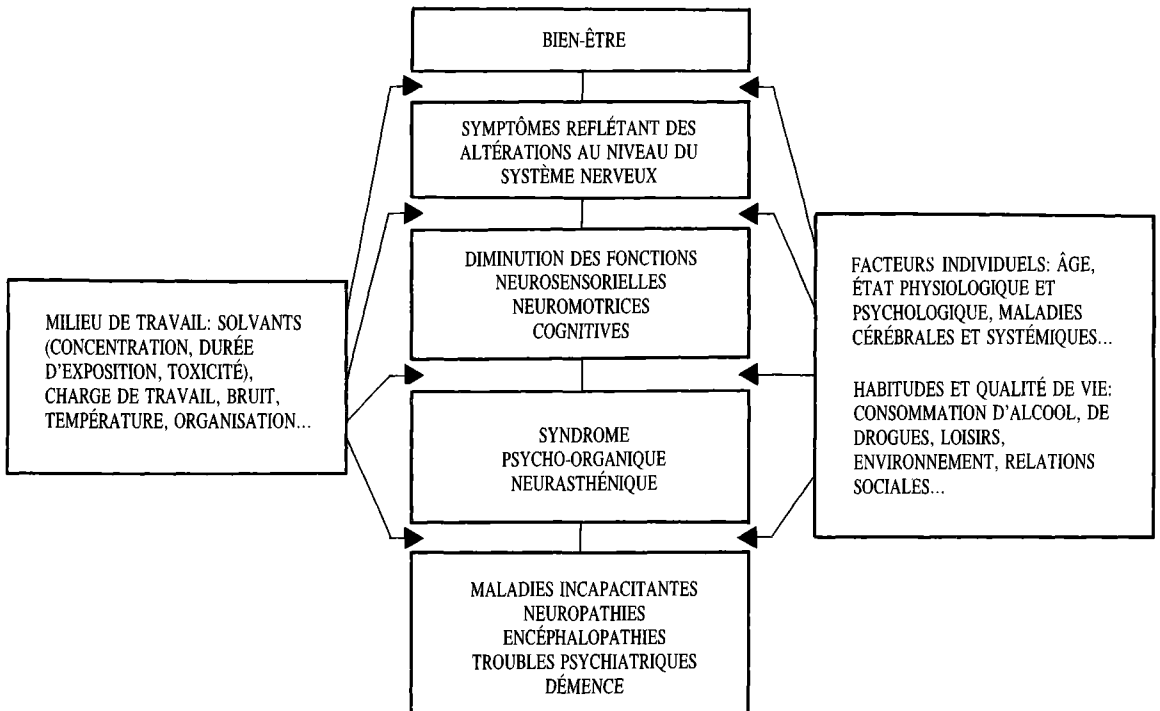 BIEN-ÊTRE
SYMPTÔMES REFLÉTANT DES
ALTÉRATIONS AU NIVEAU DU
SYSTÈME NERVEUX
DIMINUTION DES FONCTIONS
NEUROSENSORIELLES
NEUROMOTRICES
COGNITIVES
MILIEU DE TRAVAIL: SOLVANTS
(CONCENTRATION, DURÉE
D'EXPOSITION, TOXICITÉ),
CHARGE DE TRAVAIL, BRUIT,
TEMPÉRATURE, ORGANISATION...
FACTEURS INDIVIDUELS: ÂGE,
ÉTAT PHYSIOLOGIQUE ET
PSYCHOLOGIQUE, MALADIES
CÉRÉBRALES ET SYSTÉMIQUES...
HABITUDES ET QUALITÉ DE VIE:
CONSOMMATION D'ALCOOL, DE
DROGUES, LOISIRS,
ENVIRONNEMENT, RELATIONS
SOCIALES...
SYNDROME
PSYCHO-ORGANIQUE
NEURASTHÉNIQUE
MALADIES INCAPACITANTES
NEUROPATHIES
ENCÉPHALOPATHIES
TROUBLES PSYCHIATRIQUES
DÉMENCE